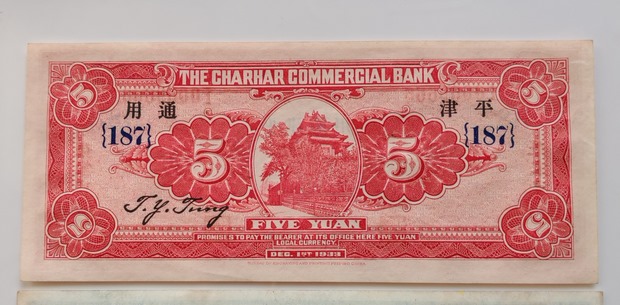 THE CHARHAR COMMERCIAL BANK
5 5
用通 津平
{187} {187}
5 5
T. Y. Tung
FIVE YUAN
5 5
PROMISES TO PAY THE BEARER AT ITS OFFICE HERE FIVE YUAN
LOCAL CURRENCY.
DEC. 1ST 1933